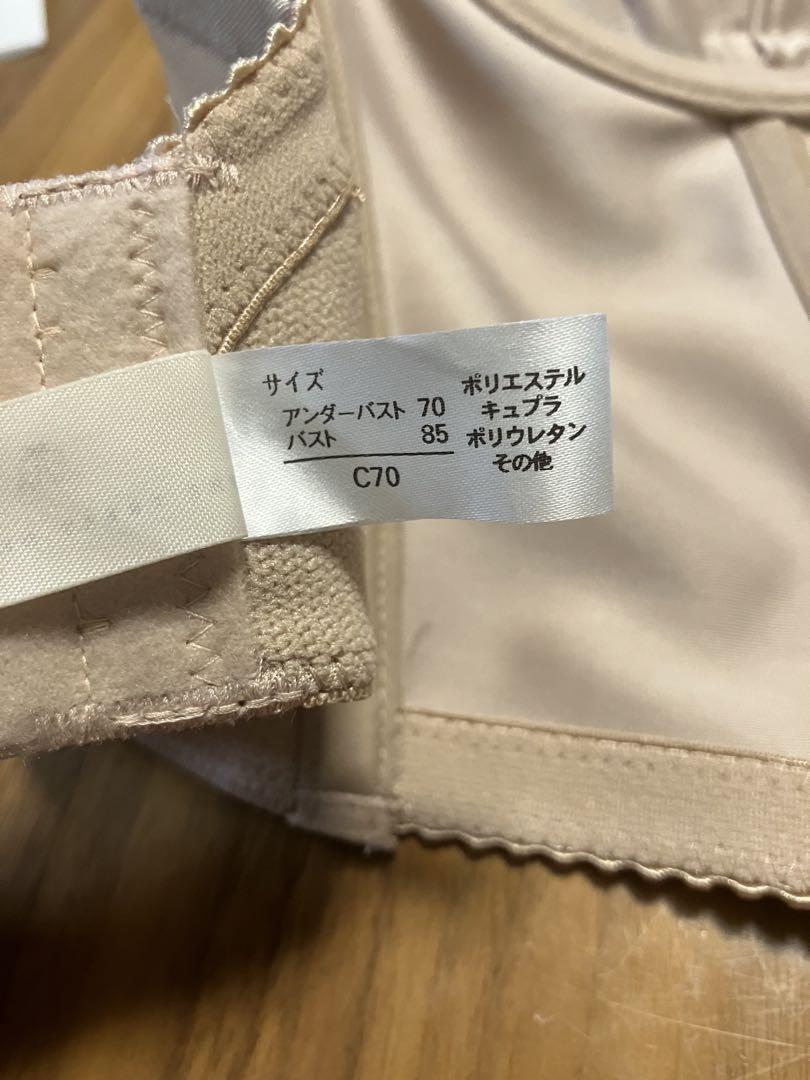 サイズ
アンダーバスト 70
バスト 85
C70
ポリエステル
キュプラ
ポリウレタン
その他